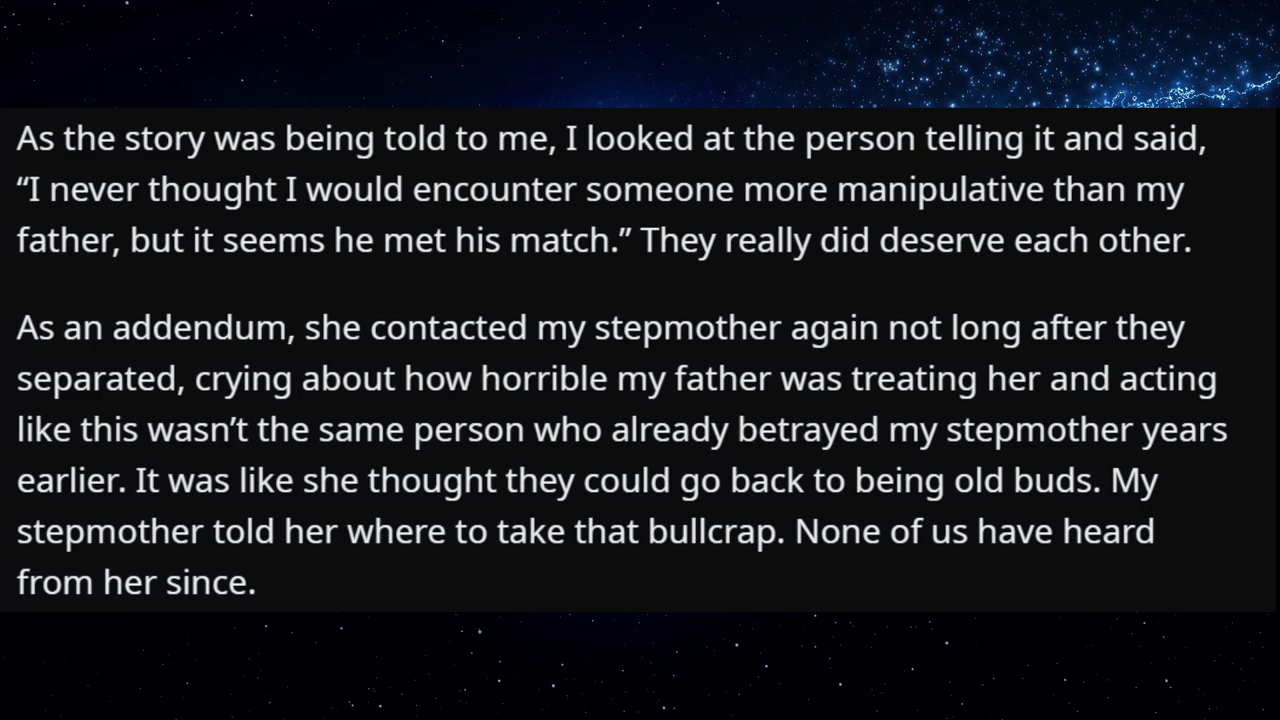 As the story was being told to me, I looked at the person telling it and said,
“I never thought I would encounter someone more manipulative than my
father, but it seems he met his match.” They really did deserve each other.
As an addendum, she contacted my stepmother again not long after they
separated, crying about how horrible my father was treating her and acting
like this wasn’t the same person who already betrayed my stepmother years
earlier. It was like she thought they could go back to being old buds. My
stepmother told her where to take that bullcrap. None of us have heard
from her since.